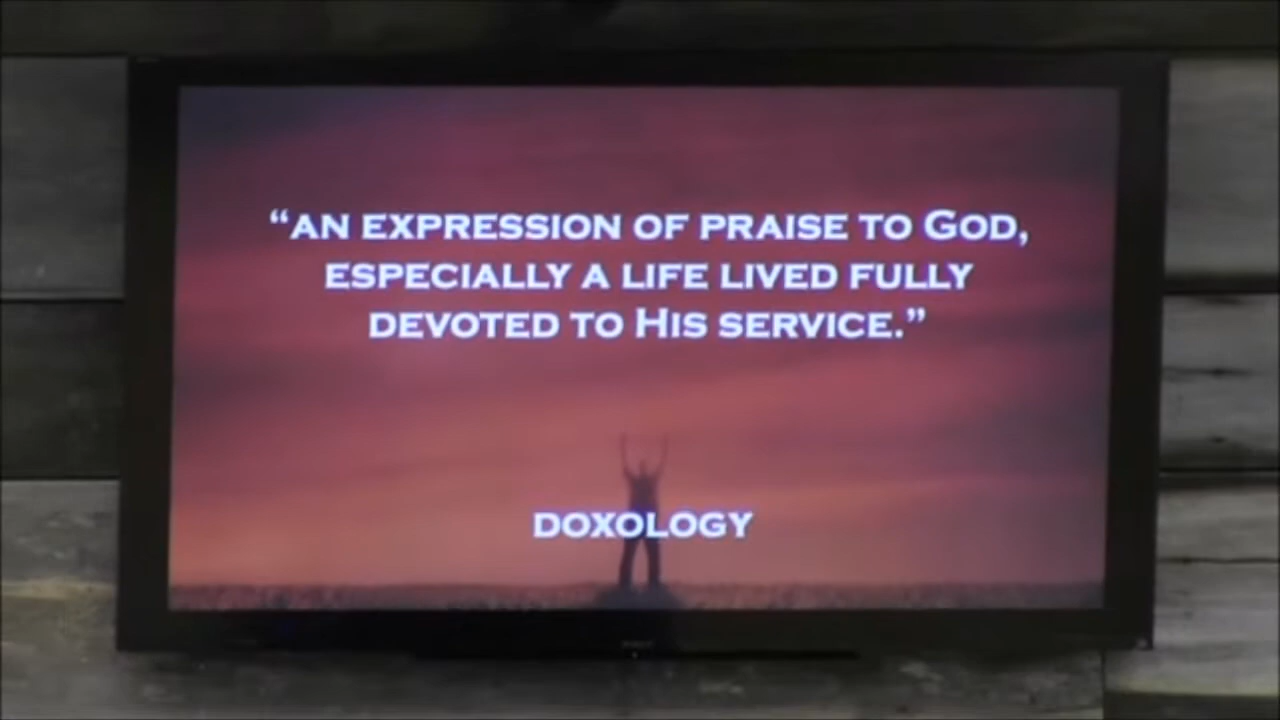 “AN EXPRESSION OF PRAISE TO GOD,
ESPECIALLY A LIFE LIVED FULLY
DEVOTED TO HIS SERVICE.”
DOXOLOGY